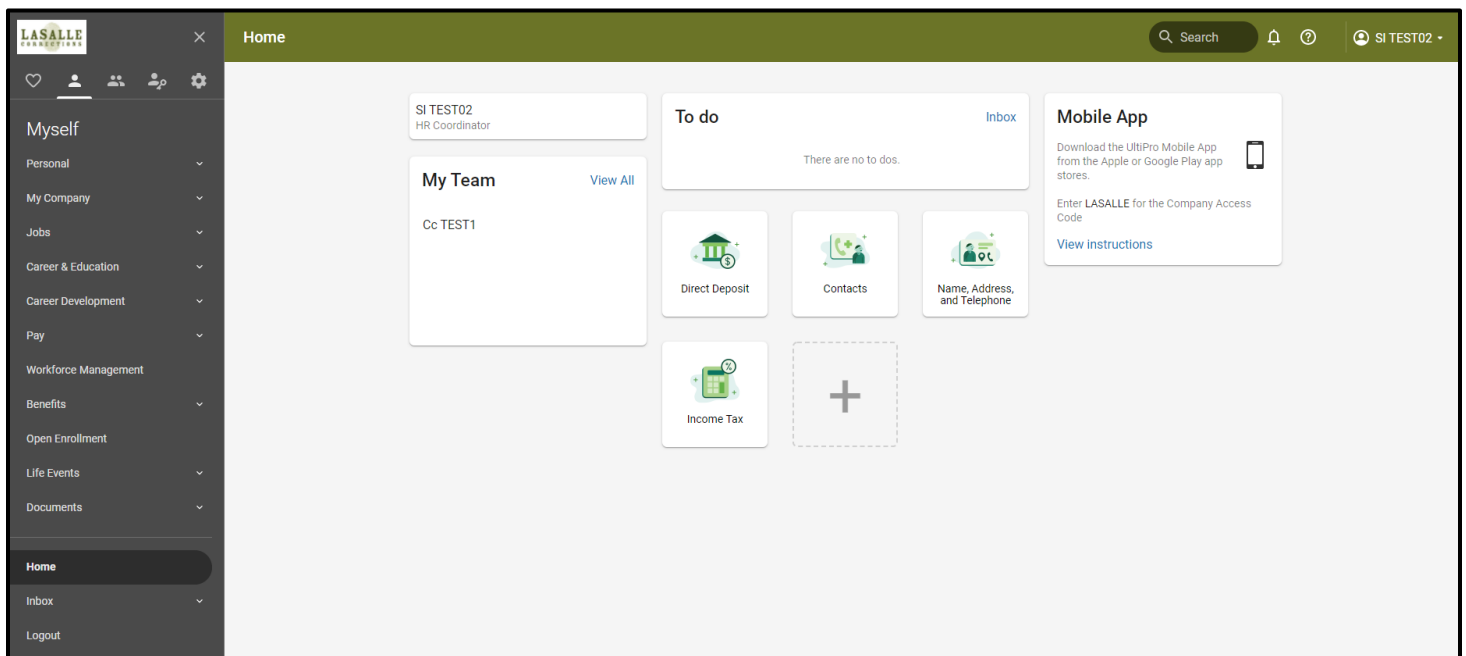 LASALLE
CONNECTIONS
Home
Search
SI TEST02
Myself
Personal
My Company
Jobs
Career & Education
Career Development
Pay
Workforce Management
Benefits
Open Enrollment
Life Events
Documents
Home
Inbox
Logout
SI TEST02
HR Coordinator
My Team
View All
Cc TEST1
To do
Inbox
There are no to dos.
Direct Deposit
Contacts
Name, Address,
and Telephone
Income Tax
Mobile App
Download the UltiPro Mobile App
from the Apple or Google Play app
stores.
Enter LASALLE for the Company Access
Code
View instructions